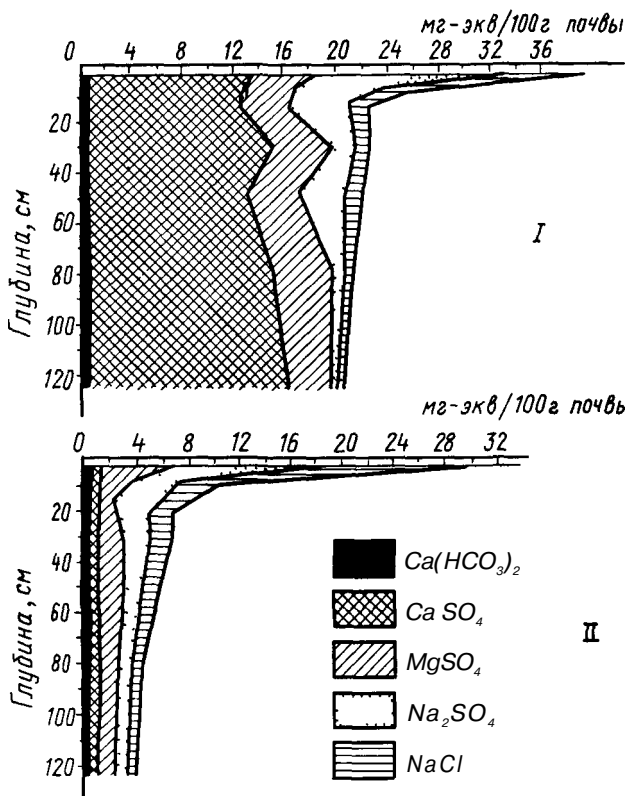 мг-экв/100г почвы
0 4 8 12 16 20 24 28 32 36
20
40
60
80
100
120
Глубина, см
I
мг-экв/100г почвы
0 4 8 12 16 20 24 28 32
20
40
60
80
100
120
Глубина, см
Ca(HCO₃)₂
CaSO₄
MgSO₄
Na₂SO₄
NaCl
II